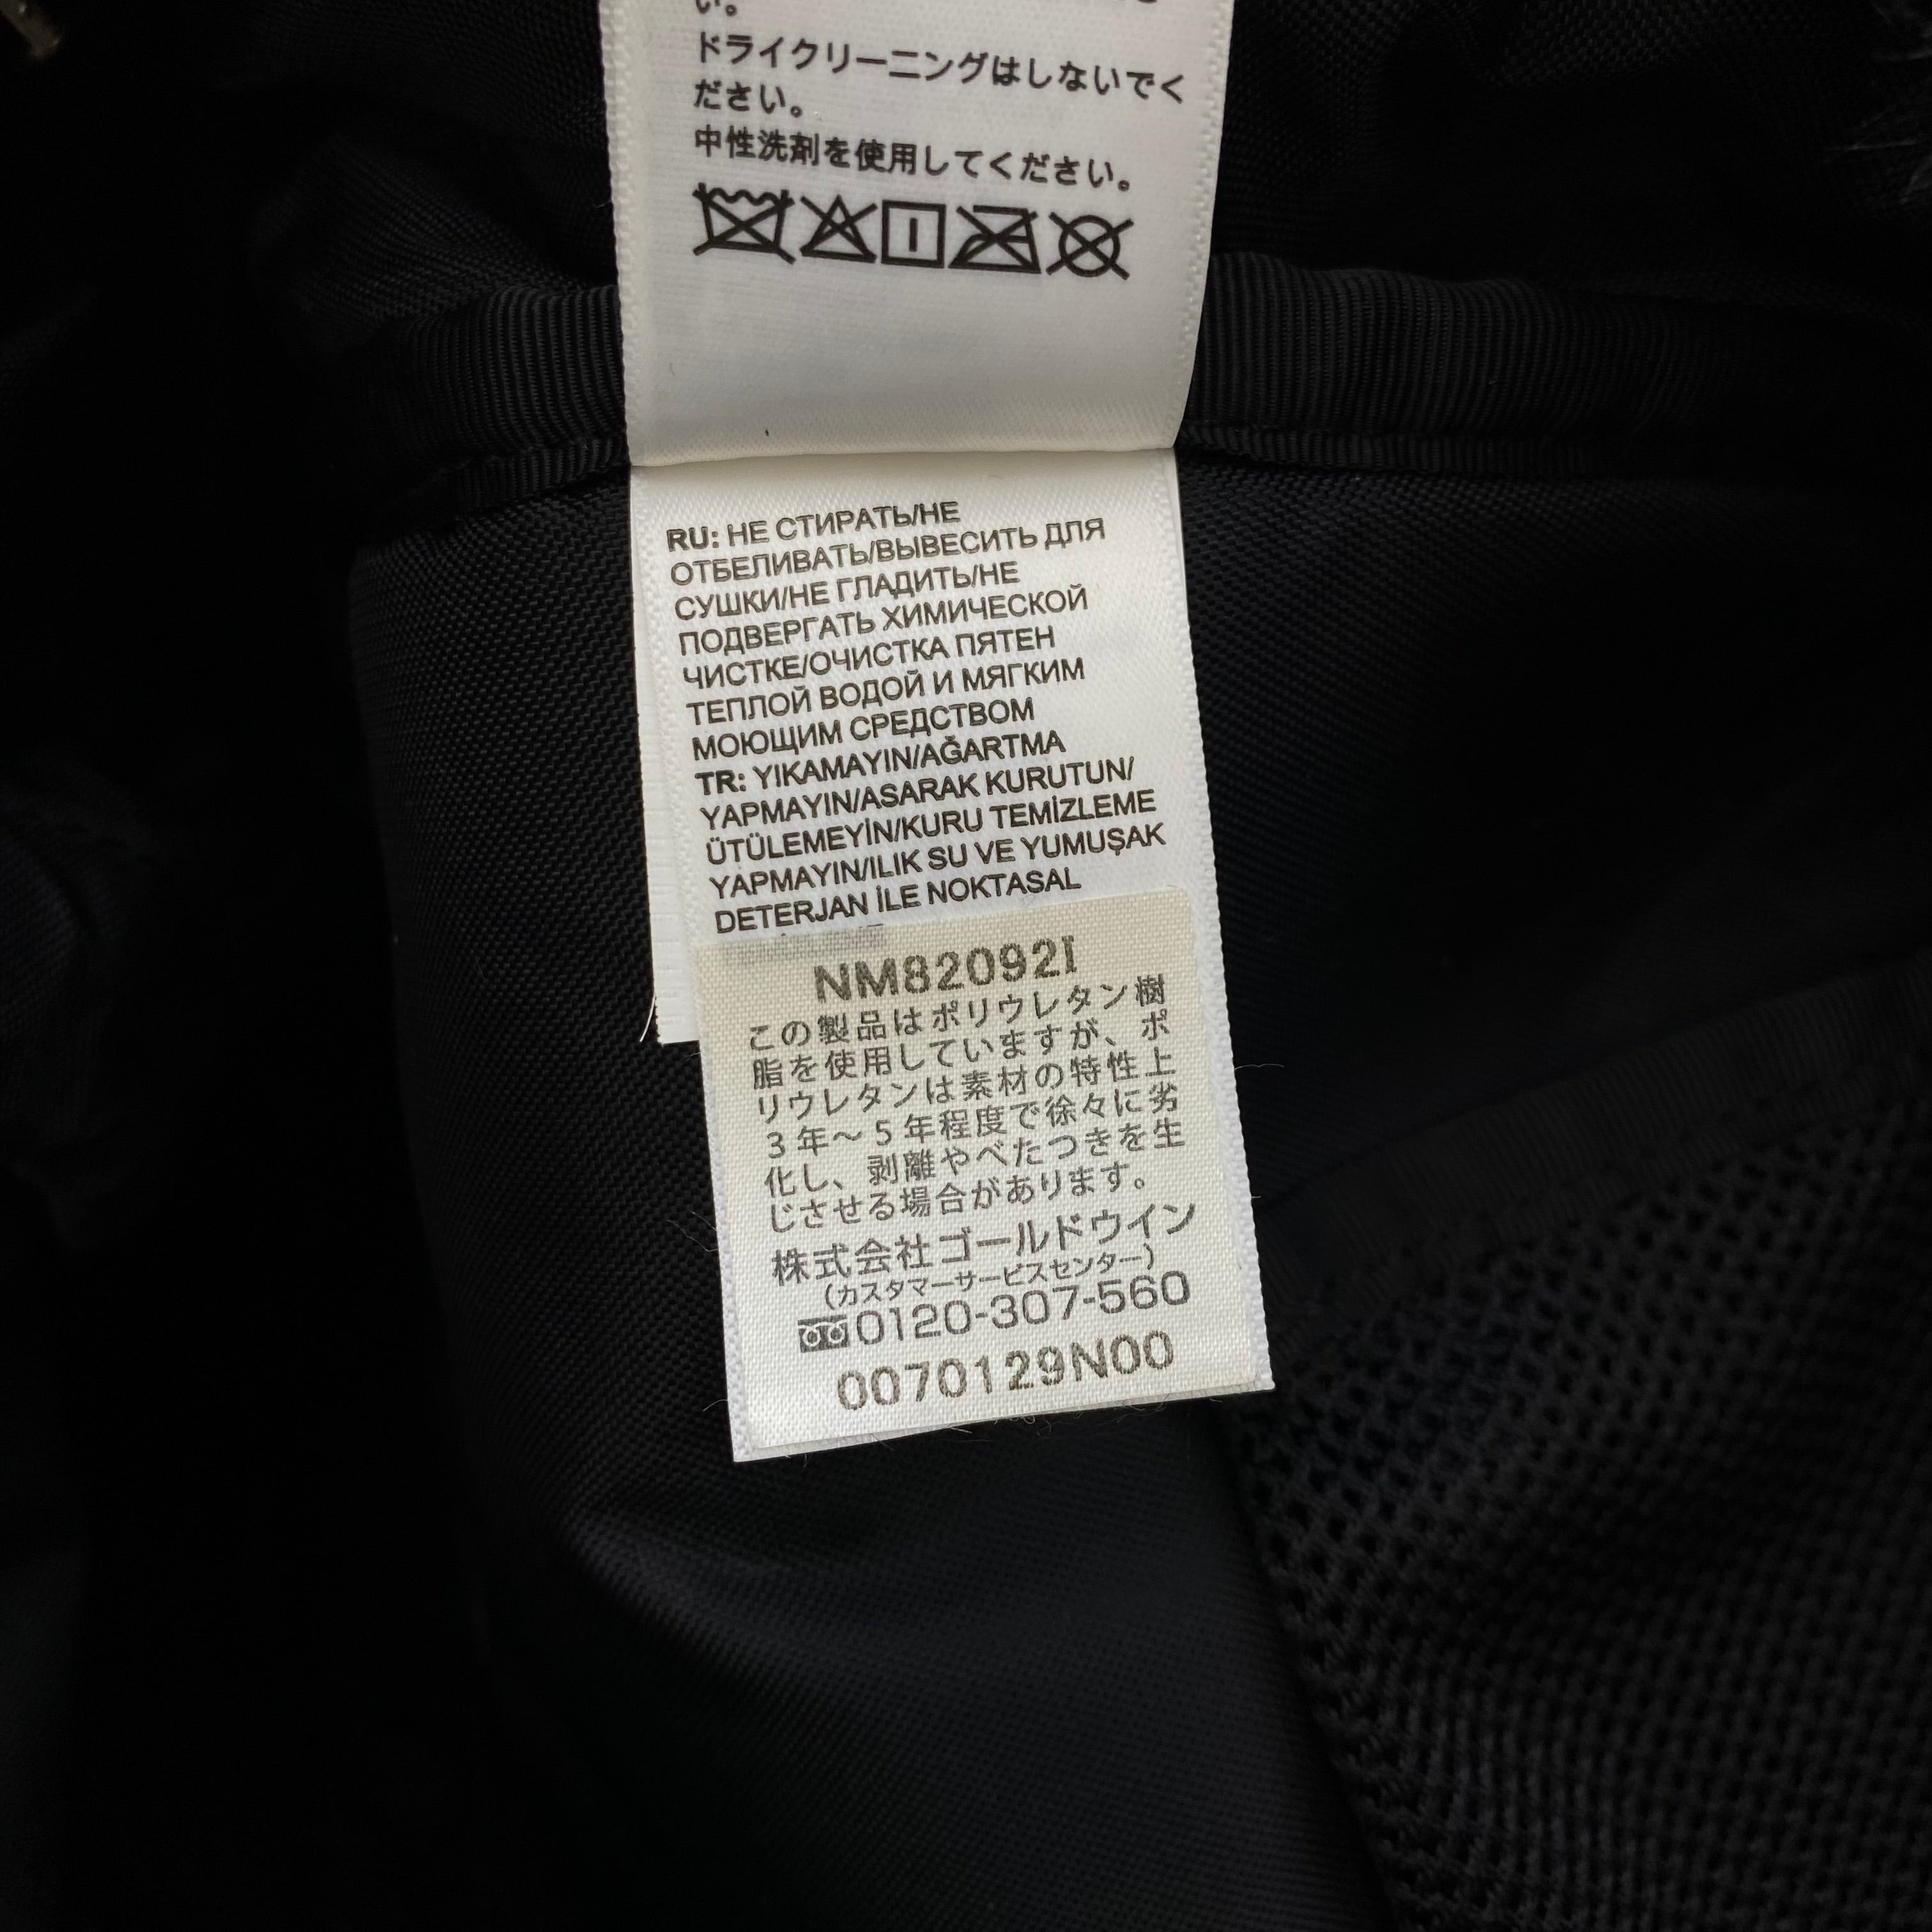 い。
ドライクリーニングはしないでく
ださい。
中性洗剤を使用してください。
RU: НЕ СТИРАТЬ/НЕ
ОТБЕЛИВАТЬ/ВЫВЕСИТЬ ДЛЯ
СУШКИ/НЕ ГЛАДИТЬ/НЕ
ПОДВЕРГАТЬ ХИМИЧЕСКОЙ
ЧИСТКЕ/ОЧИСТКА ПЯТЕН
ТЕПЛОЙ ВОДОЙ И МЯГКИМ
МОЮЩИМ СРЕДСТВОМ
TR: YIKAMAYIN/AĞARTMA
YAPMAYIN/ASARAK KURUTUN/
ÜTÜLEMEYİN/KURU TEMİZLEME
YAPMAYIN/ILIK SU VE YUMUŞAK
DETERJAN İLE NOKTASAL
NM82092I
この製品はポリウレタン樹
脂を使用していますが、ポ
リウレタンは素材の特性上
3年～5年程度で徐々に劣
化し、剥離やべたつきを生
じさせる場合があります。
株式会社ゴールドウイン
(カスタマーサービスセンター)
0120-307-560
0070129N00